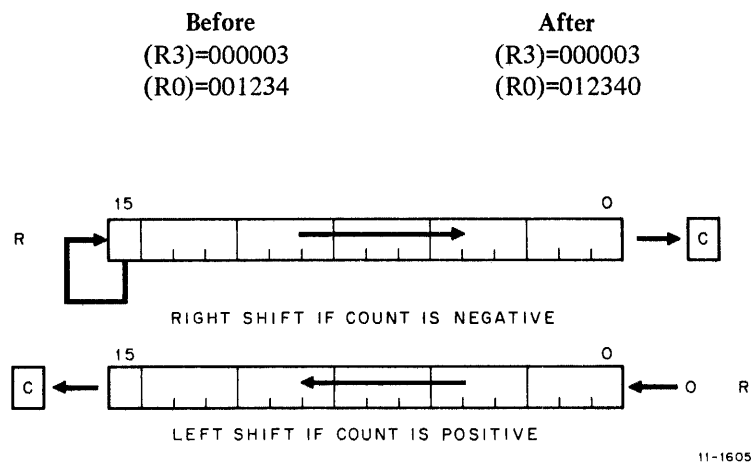 Before After
(R3)=000003 (R3)=000003
(R0)=001234 (R0)=012340
15 0
R C
RIGHT SHIFT IF COUNT IS NEGATIVE
15 0
C 0 R
LEFT SHIFT IF COUNT IS POSITIVE
11-1605